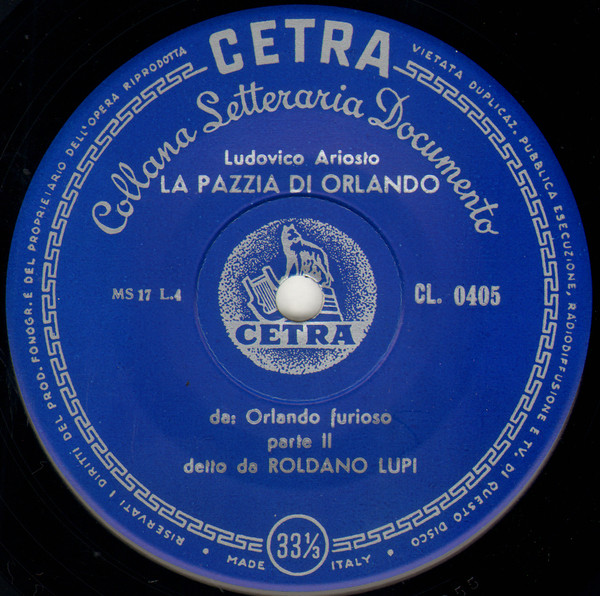 CETRA
Collana Letteraria Documento
Ludovico Ariosto
LA PAZZIA DI ORLANDO
MS 17 L.4
CL. 0405
CETRA
da: Orlando furioso
parte II
detto da ROLDANO LUPI
RISERVATI I DIRITTI DEL PROD. FONOGR. E DEL PROPRIETARIO DELL'OPERA RIPRODOTTA
VIETATA DUPLICAZ. PUBBLICA ESECUZIONE, RADIODIFFUSIONE E TV. DI QUESTO DISCO
MADE 33⅓ ITALY